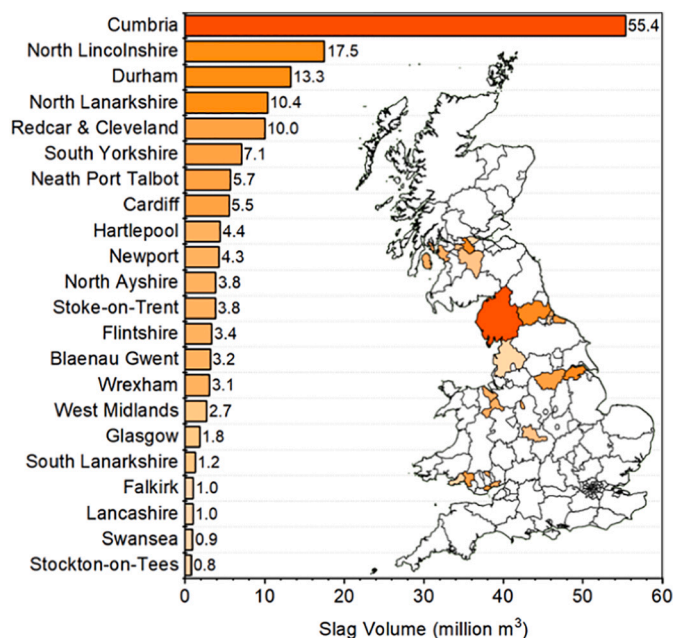 Cumbria 55.4
North Lincolnshire 17.5
Durham 13.3
North Lanarkshire 10.4
Redcar & Cleveland 10.0
South Yorkshire 7.1
Neath Port Talbot 5.7
Cardiff 5.5
Hartlepool 4.4
Newport 4.3
North Ayshire 3.8
Stoke-on-Trent 3.8
Flintshire 3.4
Blaenau Gwent 3.2
Wrexham 3.1
West Midlands 2.7
Glasgow 1.8
South Lanarkshire 1.2
Falkirk 1.0
Lancashire 1.0
Swansea 0.9
Stockton-on-Tees 0.8
0 10 20 30 40 50 60
Slag Volume (million m³)